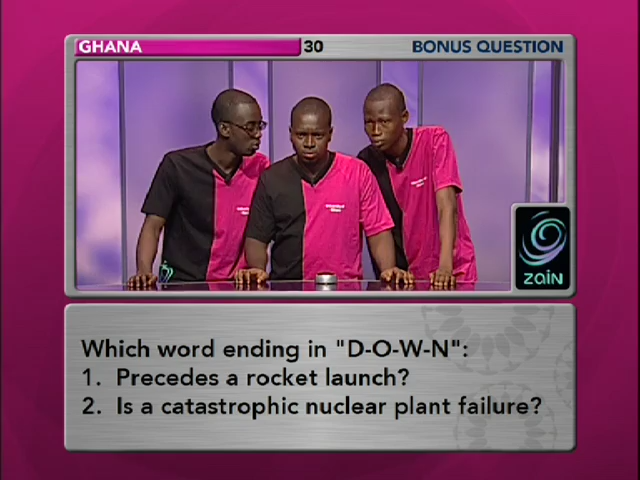 GHANA 30 BONUS QUESTION
ZAIN
Which word ending in "D-O-W-N":
1. Precedes a rocket launch?
2. Is a catastrophic nuclear plant failure?